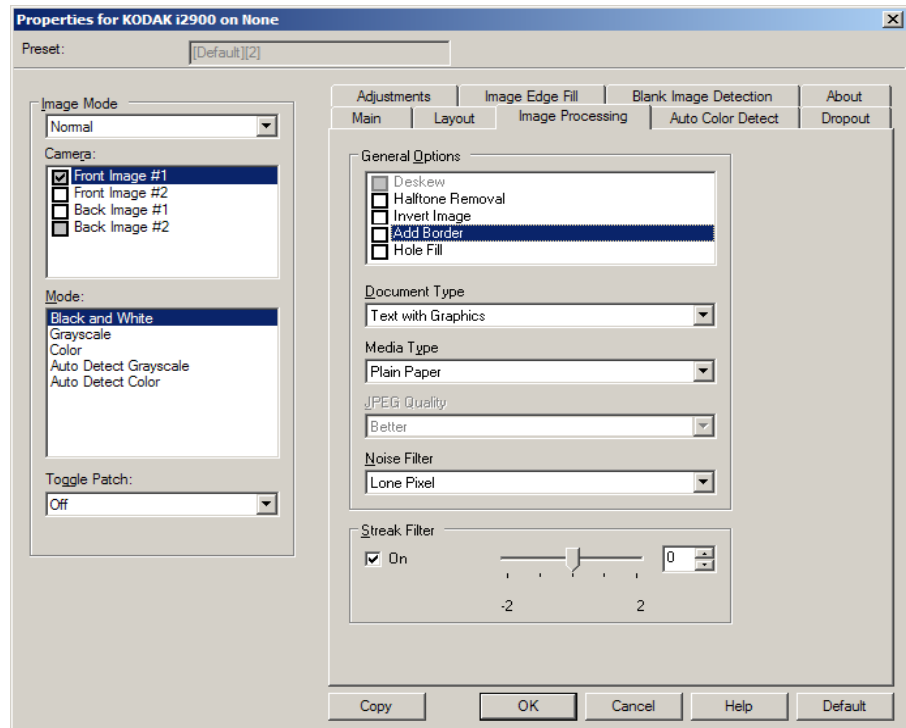 Properties for KODAK i2900 on None
Preset:
[Default][2]
Image Mode
Normal
Camera:
Front Image #1
Front Image #2
Back Image #1
Back Image #2
Mode:
Black and White
Grayscale
Color
Auto Detect Grayscale
Auto Detect Color
Toggle Patch:
Off
Adjustments Image Edge Fill Blank Image Detection About
Main Layout Image Processing Auto Color Detect Dropout
General Options
Deskew
Halftone Removal
Invert Image
Add Border
Hole Fill
Document Type
Text with Graphics
Media Type
Plain Paper
JPEG Quality
Better
Noise Filter
Lone Pixel
Streak Filter
On 0
-2 2
Copy OK Cancel Help Default